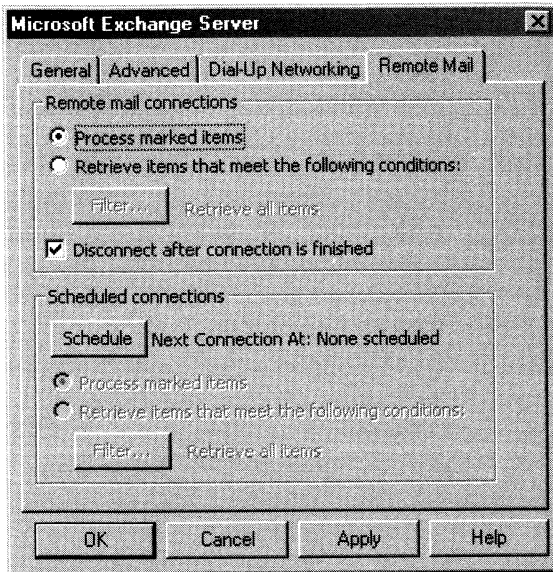 Microsoft Exchange Server
General Advanced Dial-Up Networking Remote Mail
Remote mail connections
Process marked items
Retrieve items that meet the following conditions:
Filter... Retrieve all items
Disconnect after connection is finished
Scheduled connections
Schedule Next Connection At: None scheduled
Process marked items
Retrieve items that meet the following conditions:
Filter... Retrieve all items
OK Cancel Apply Help